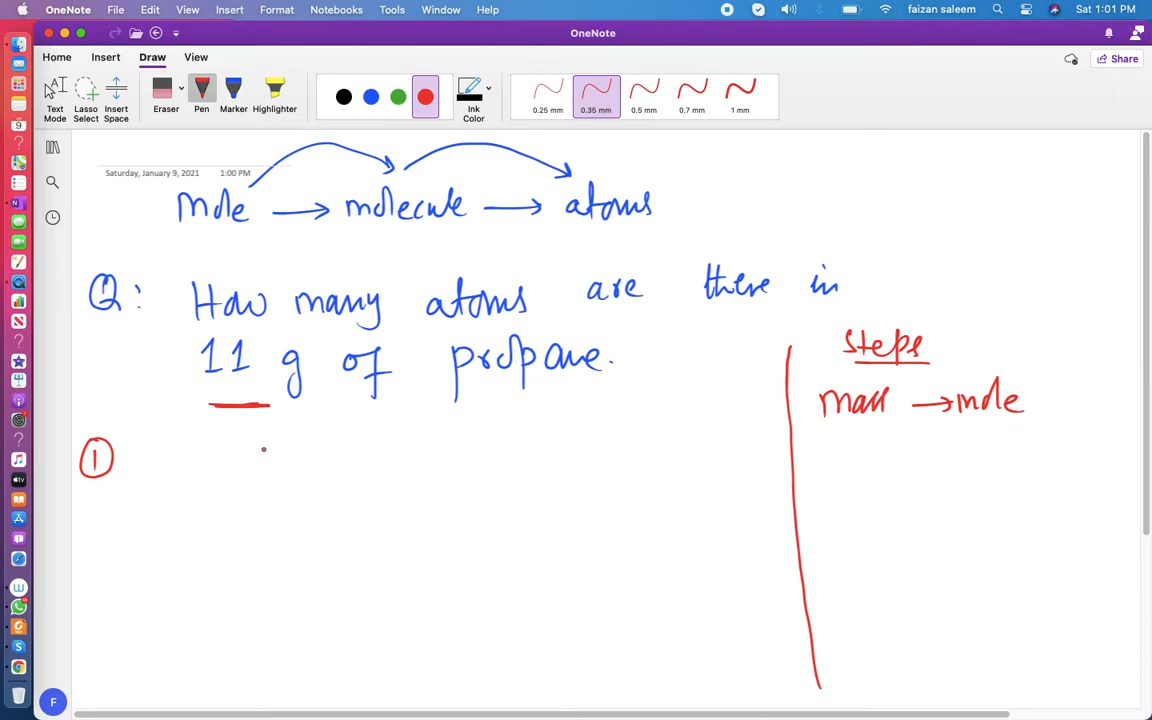 OneNote File Edit View Insert Format Notebooks Tools Window Help faizan saleem Sat 1:01 PM
OneNote
Home Insert Draw View
Share
Text Mode Lasso Select Insert Space Eraser Pen Marker Highlighter Ink Color 0.25 mm 0.35 mm 0.5 mm 0.7 mm 1 mm
Saturday, January 9, 2021 1:00 PM
Mole → molecule → atoms
Q: How many atoms are there in
11 g of propane.
steps
mass → mole
1
F